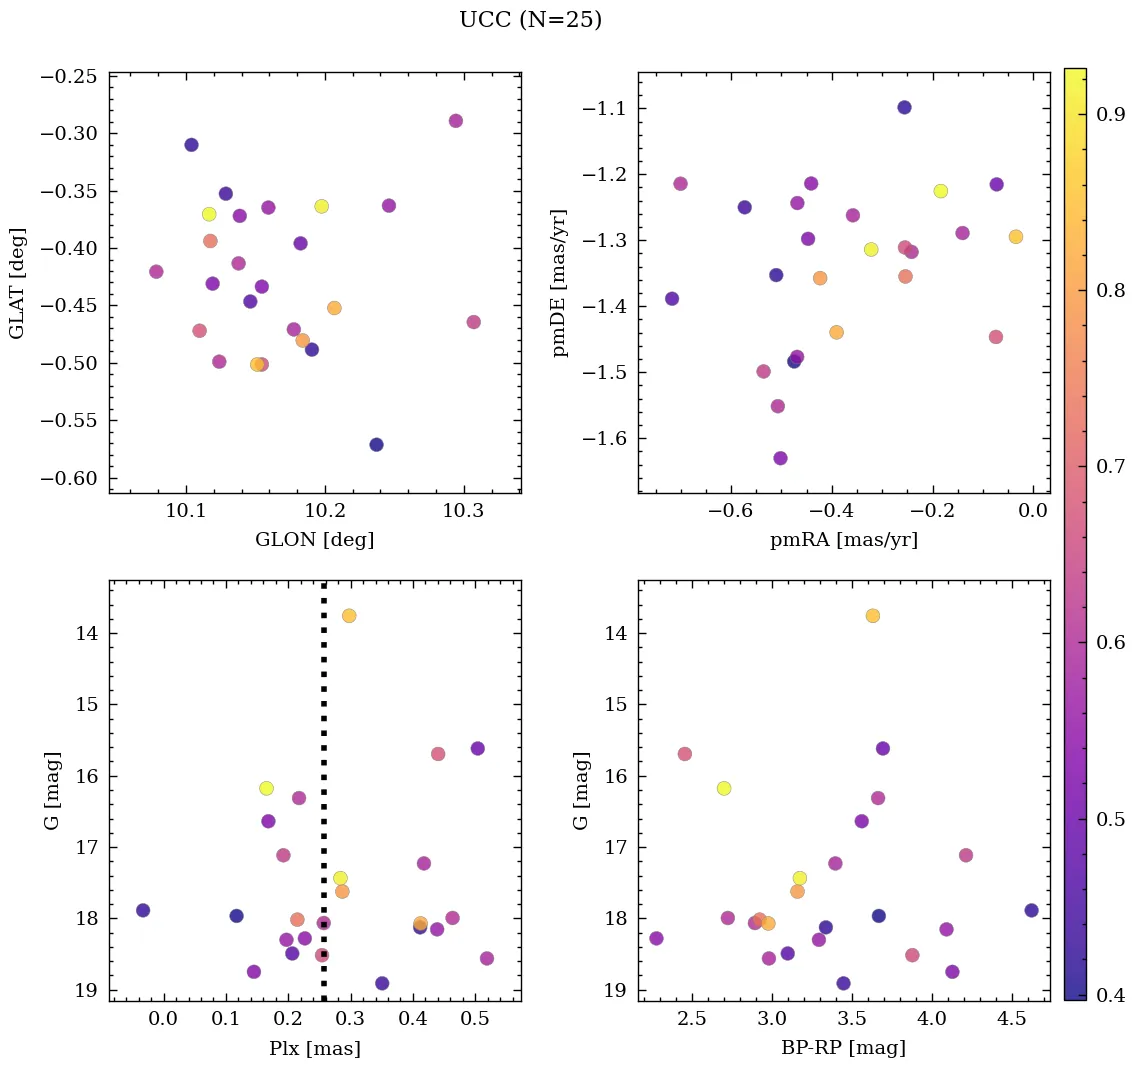 UCC (N=25)
−0.25
−0.30
−0.35
−0.40
−0.45
−0.50
−0.55
−0.60
GLAT [deg]
10.1 10.2 10.3
GLON [deg]
−1.1
−1.2
−1.3
−1.4
−1.5
−1.6
pmDE [mas/yr]
−0.6 −0.4 −0.2 0.0
pmRA [mas/yr]
14
15
16
17
18
19
G [mag]
0.0 0.1 0.2 0.3 0.4 0.5
Plx [mas]
14
15
16
17
18
19
G [mag]
2.5 3.0 3.5 4.0 4.5
BP-RP [mag]
0.9
0.8
0.7
0.6
0.5
0.4